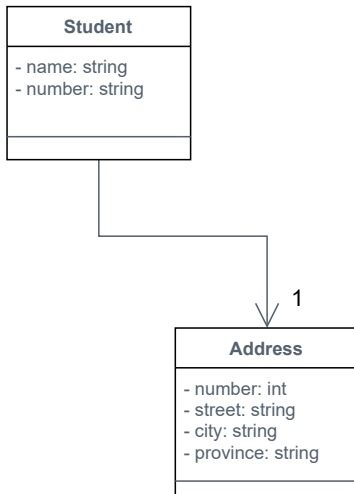 Student
- name: string
- number: string
1
Address
- number: int
- street: string
- city: string
- province: string